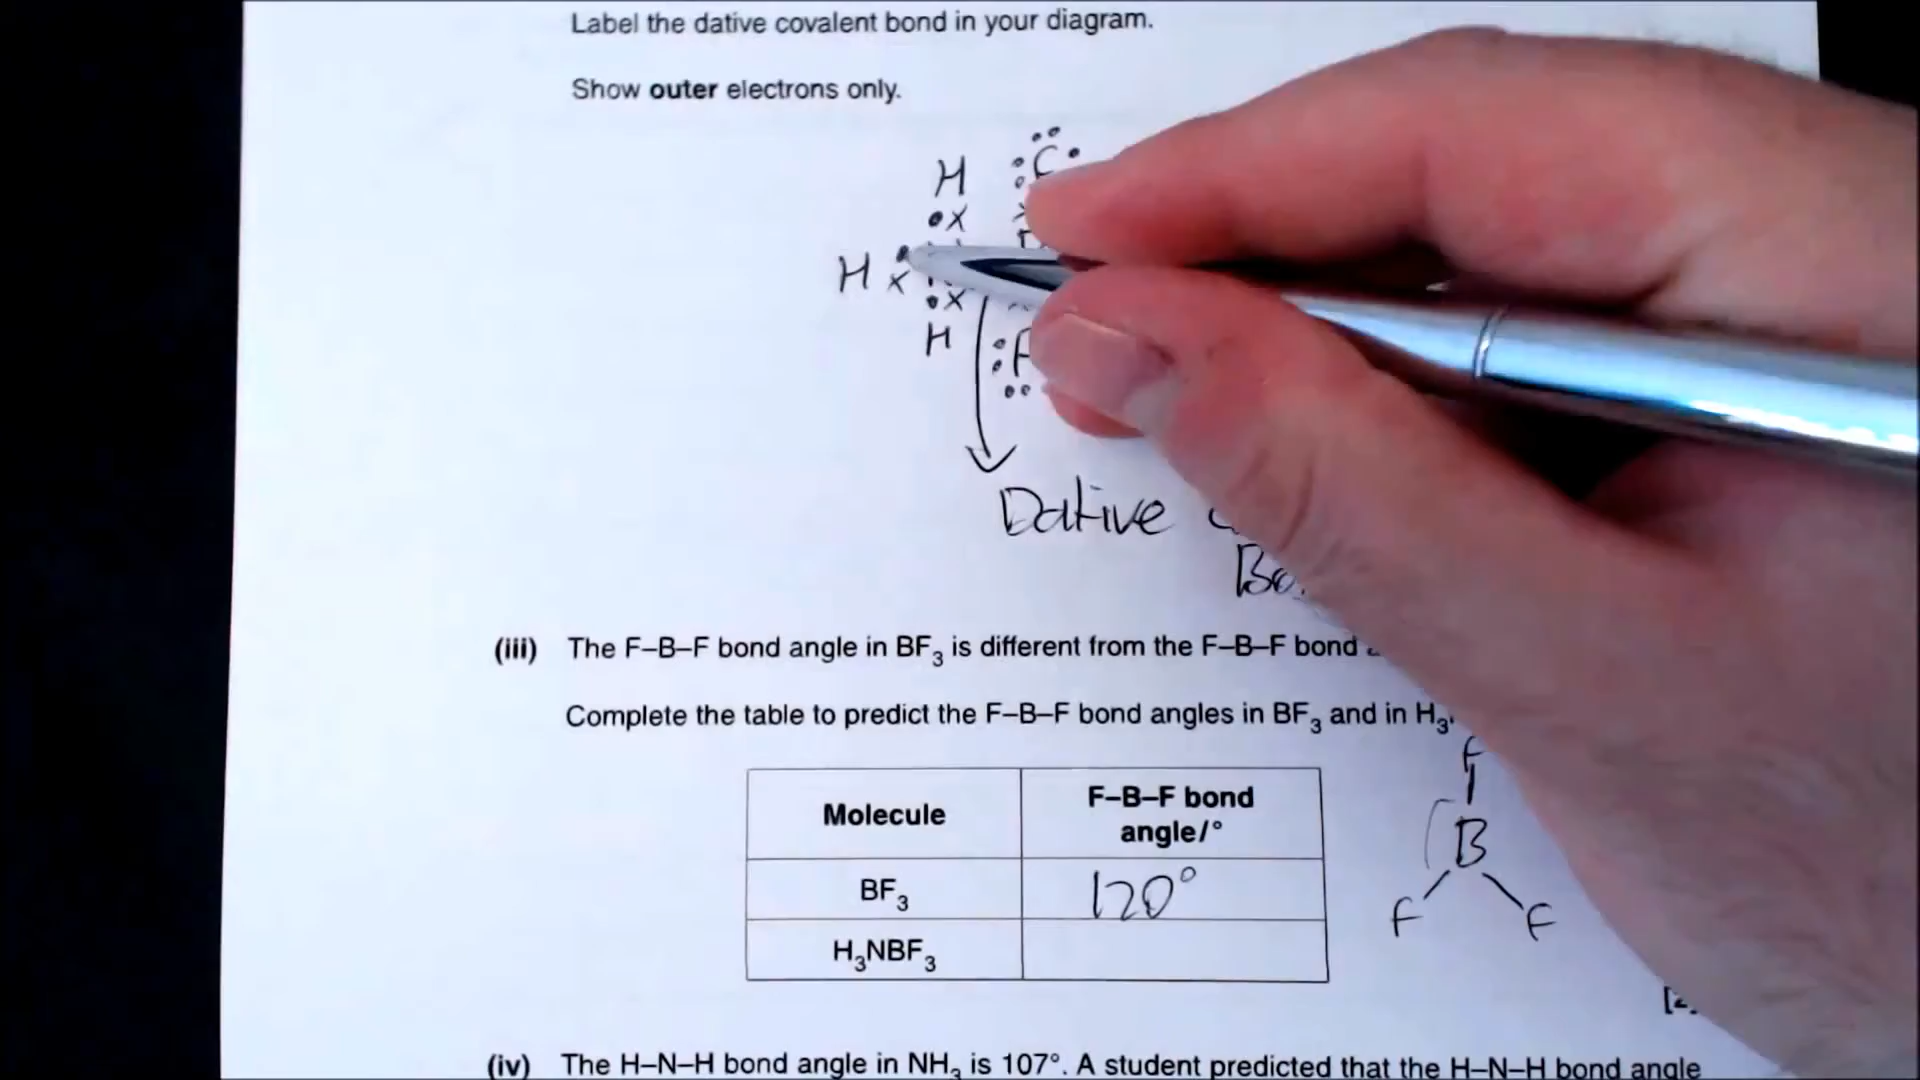 Label the dative covalent bond in your diagram.
Show outer electrons only.
H
H
H
Dative
(iii) The F–B–F bond angle in BF3 is different from the F–B–F bond
Complete the table to predict the F–B–F bond angles in BF3 and in H3
Molecule F–B–F bond angle/°
BF3 120°
H3NBF3
F
B
F F
(iv) The H–N–H bond angle in NH3 is 107°. A student predicted that the H–N–H bond angle